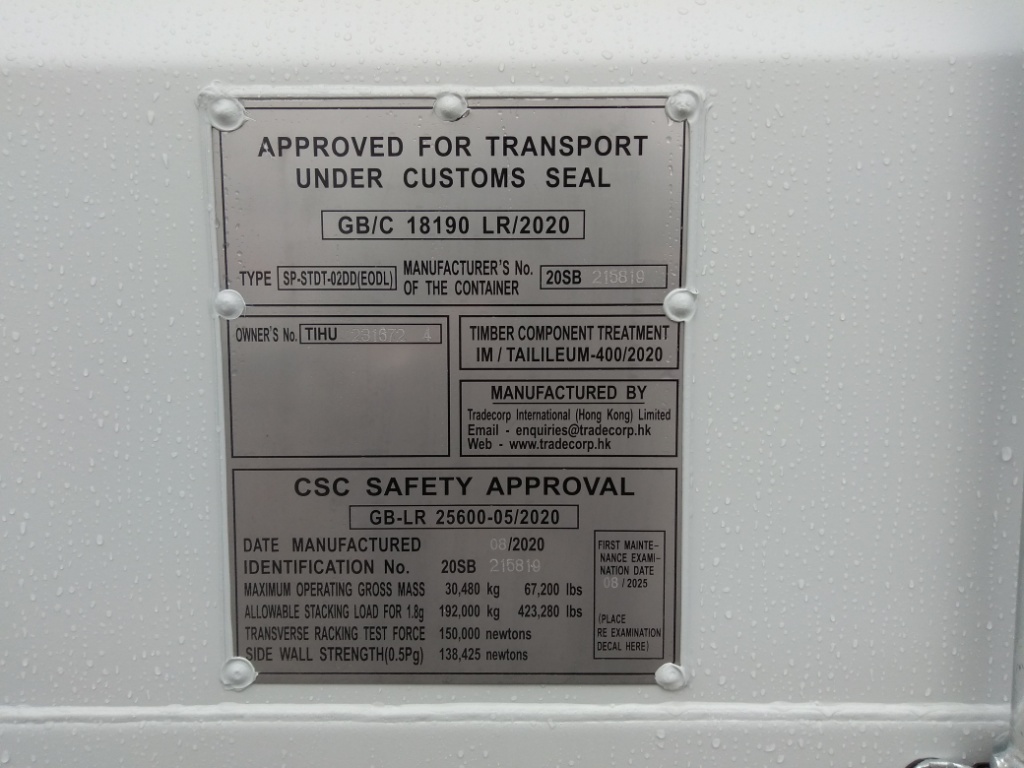 APPROVED FOR TRANSPORT
UNDER CUSTOMS SEAL
GB/C 18190 LR/2020
TYPE SP-STDT-02DD(EODL) MANUFACTURER'S No. OF THE CONTAINER 20SB 215819
OWNER'S No. TIHU 4
TIMBER COMPONENT TREATMENT
IM / TAILILEUM-400/2020
MANUFACTURED BY
Tradecorp International (Hong Kong) Limited
Email - enquiries@tradecorp.hk
Web - www.tradecorp.hk
CSC SAFETY APPROVAL
GB-LR 25600-05/2020
DATE MANUFACTURED 08/2020
IDENTIFICATION No. 20SB 215819
MAXIMUM OPERATING GROSS MASS 30,480 kg 67,200 lbs
ALLOWABLE STACKING LOAD FOR 1.8g 192,000 kg 423,280 lbs
TRANSVERSE RACKING TEST FORCE 150,000 newtons
SIDE WALL STRENGTH(0.5Pg) 138,425 newtons
FIRST MAINTE-
NANCE EXAMI-
NATION DATE
08/2025
(PLACE
RE EXAMINATION
DECAL HERE)